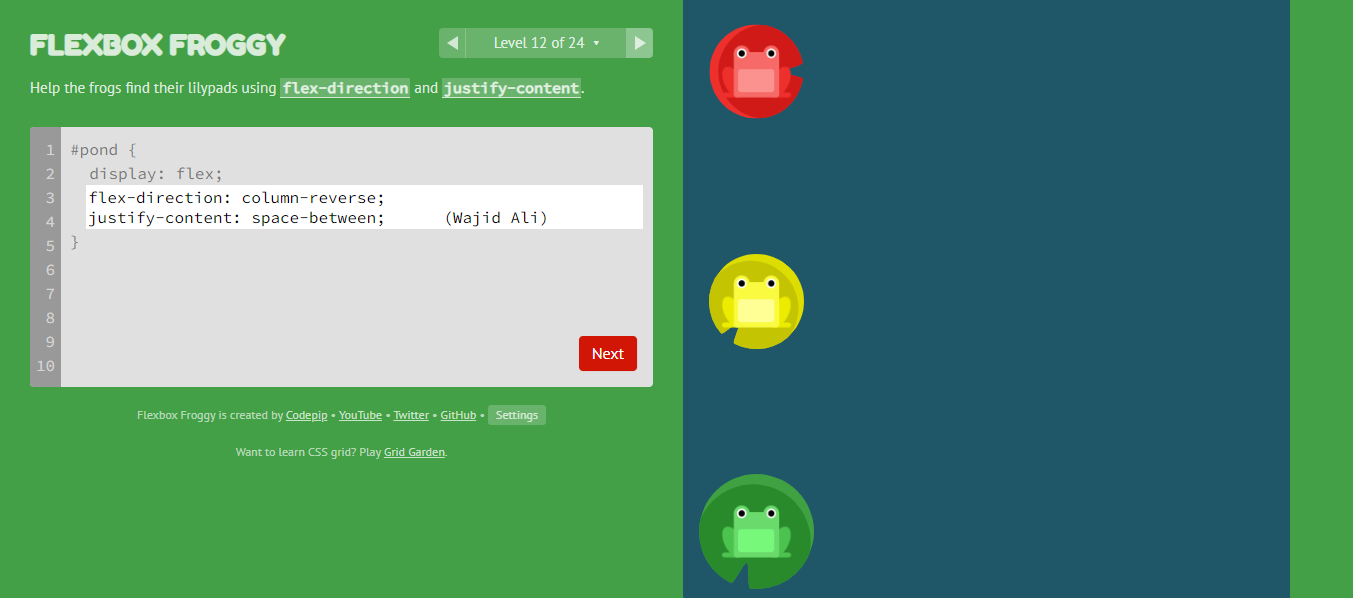 FLEXBOX FROGGY
Level 12 of 24
Help the frogs find their lilypads using flex-direction and justify-content.
1 #pond {
2 display: flex;
3 flex-direction: column-reverse;
4 justify-content: space-between; (Wajid Ali)
5 }
6
7
8
9
10
Next
Flexbox Froggy is created by Codepip • YouTube • Twitter • GitHub • Settings
Want to learn CSS grid? Play Grid Garden.